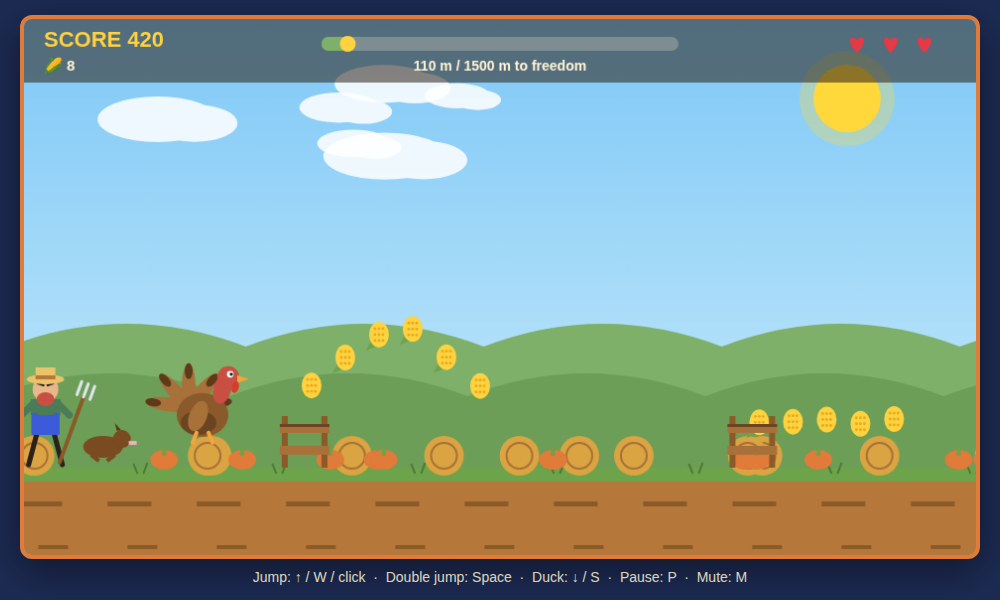 SCORE 420
🌽 8
110 m / 1500 m to freedom
Jump: ↑ / W / click · Double jump: Space · Duck: ↓ / S · Pause: P · Mute: M